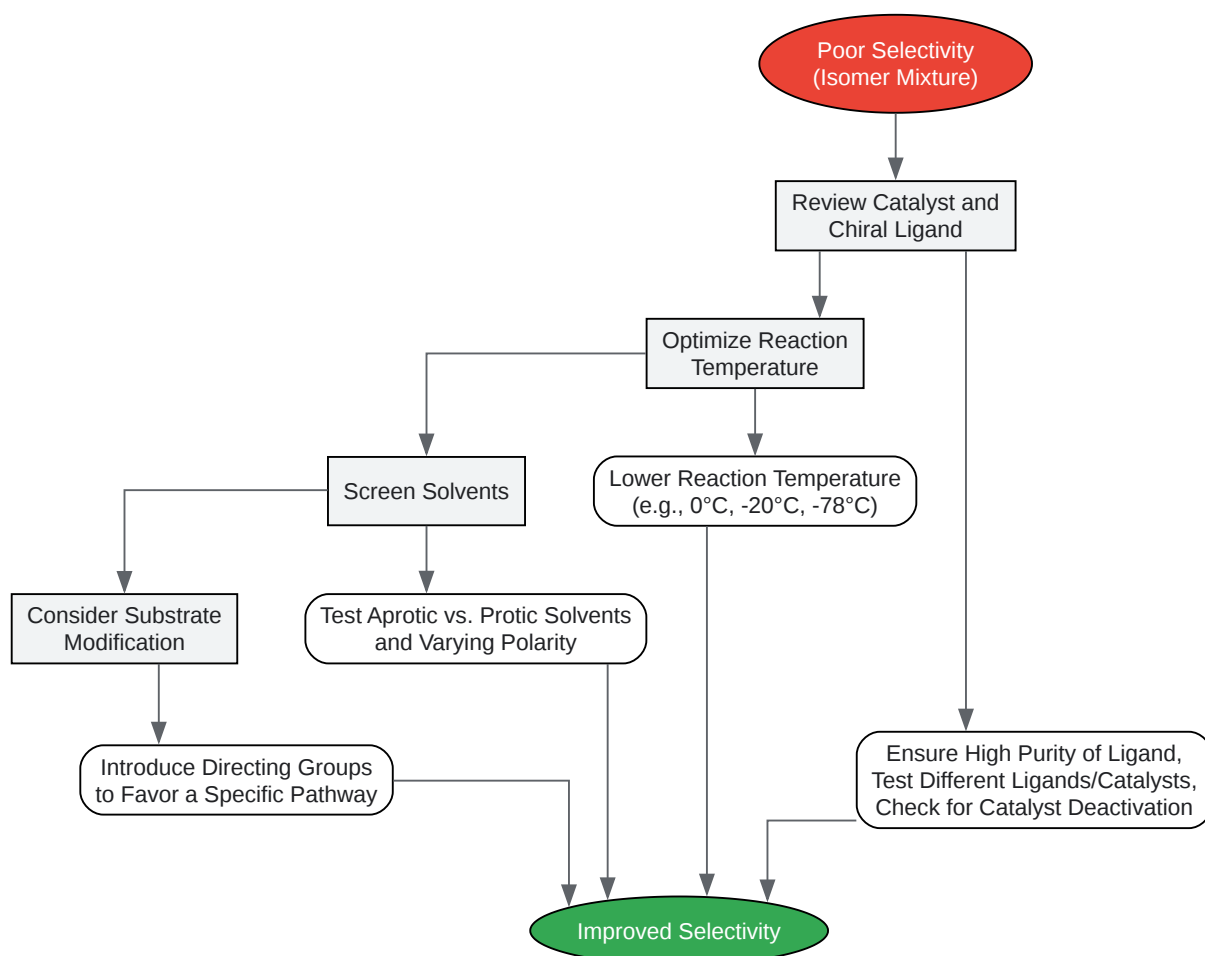 Poor Selectivity
(Isomer Mixture)
Review Catalyst and
Chiral Ligand
Optimize Reaction
Temperature
Screen Solvents
Lower Reaction Temperature
(e.g., 0°C, -20°C, -78°C)
Consider Substrate
Modification
Test Aprotic vs. Protic Solvents
and Varying Polarity
Introduce Directing Groups
to Favor a Specific Pathway
Ensure High Purity of Ligand,
Test Different Ligands/Catalysts,
Check for Catalyst Deactivation
Improved Selectivity